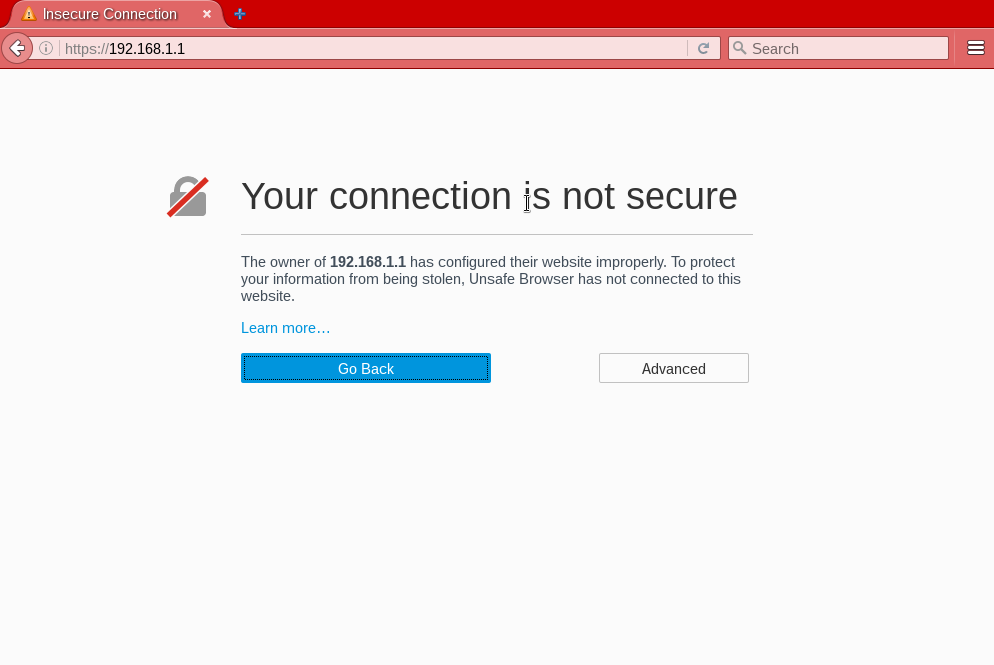 Insecure Connection
https://192.168.1.1
Search
Your connection is not secure
The owner of 192.168.1.1 has configured their website improperly. To protect
your information from being stolen, Unsafe Browser has not connected to this
website.
Learn more…
Go Back
Advanced